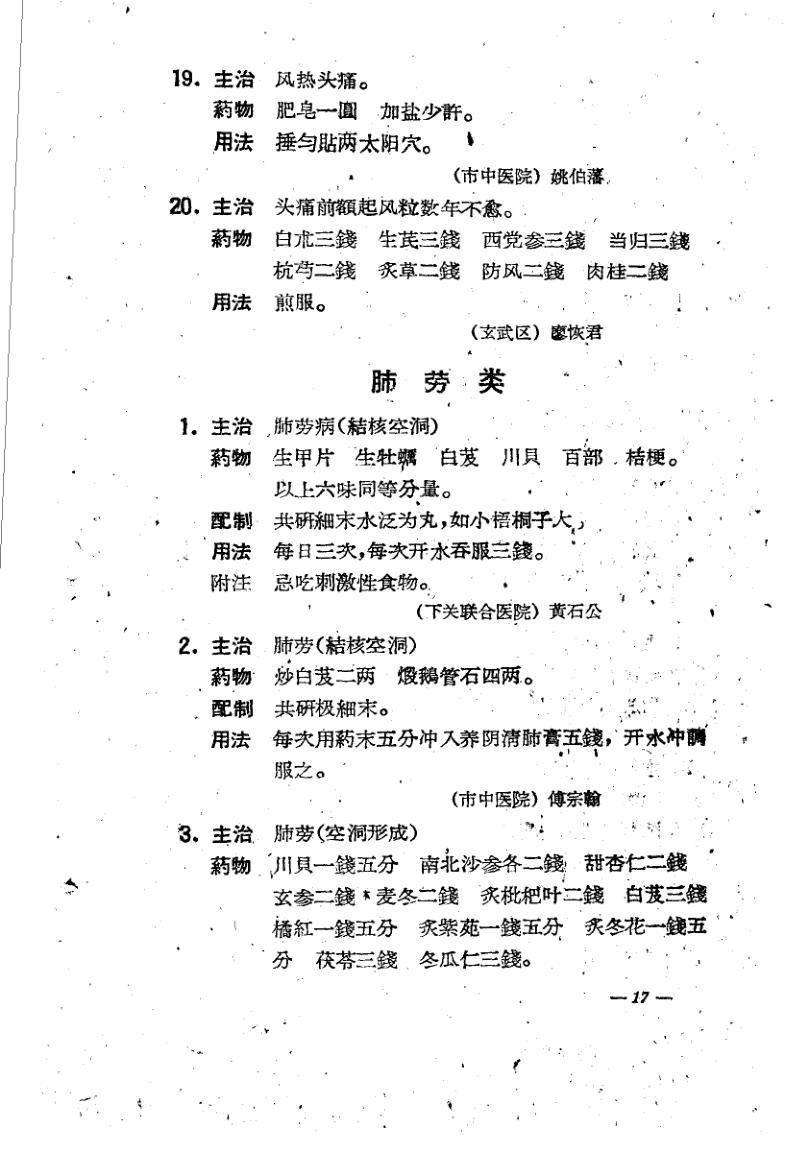 19. 主治 风热头痛。
药物 肥皂一圓 加盐少許。
用法 捶匀貼两太阳穴。
(市中医院) 姚伯藩
20. 主治 头痛前額起风粒数年不愈。
药物 白朮三錢 生芪三錢 西党参三錢 当归三錢
杭芍二錢 炙草二錢 防风二錢 肉桂二錢
用法 煎服。
(玄武区) 廖恢君
肺劳类
1. 主治 肺劳病(結核空洞)
药物 生甲片 生牡蠣 白芨 川貝 百部 桔梗。
以上六味同等分量。
配制 共研細末水泛为丸,如小梧桐子大,
用法 每日三次,每次开水吞服三錢。
附注 忌吃刺激性食物。
(下关联合医院) 黄石公
2. 主治 肺劳(結核空洞)
药物 炒白芨二两 煅鵝管石四两。
配制 共研极細末。
用法 每次用药末五分冲入养阴清肺膏五錢,开水冲調
服之。
(市中医院) 傅宗翰
3. 主治 肺劳(空洞形成)
药物 川貝一錢五分 南北沙参各二錢 甜杏仁二錢
玄参二錢 麦冬二錢 炙枇杷叶二錢 白芨三錢
橘紅一錢五分 炙紫苑一錢五分 炙冬花一錢五
分 茯苓三錢 冬瓜仁三錢。
— 17 —